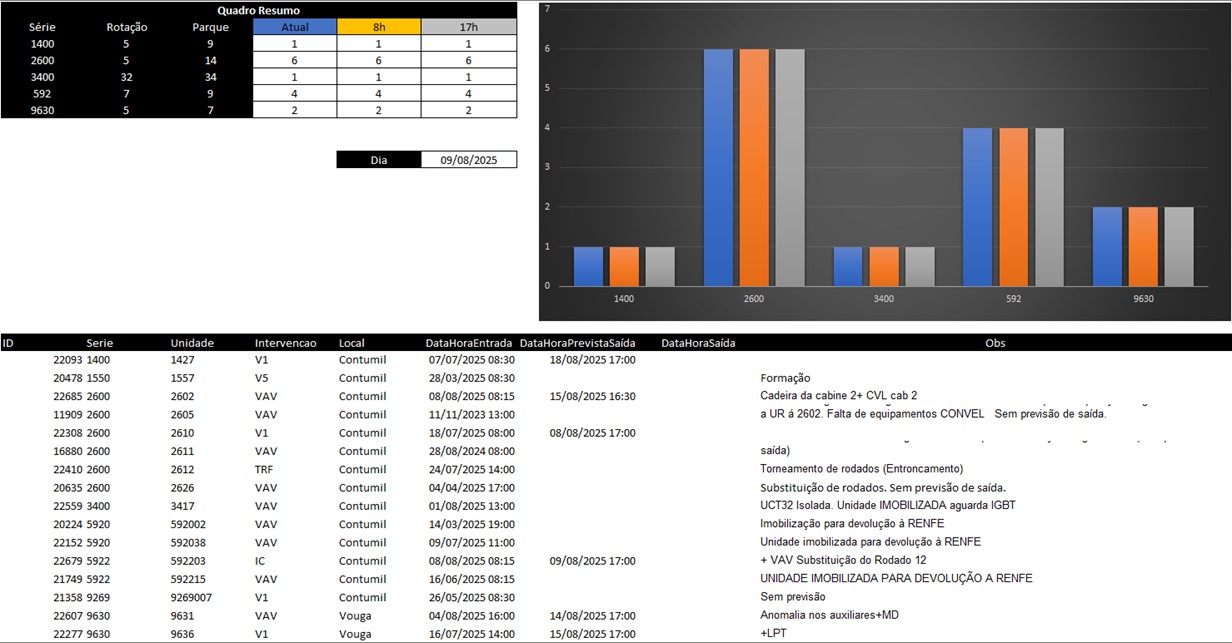 Quadro Resumo
Série Rotação Parque Atual 8h 17h
1400 5 9 1 1 1
2600 5 14 6 6 6
3400 32 34 1 1 1
592 7 9 4 4 4
9630 5 7 2 2 2
Dia 09/08/2025
7
6
5
4
3
2
1
0
1400 2600 3400 592 9630
ID Serie Unidade Intervencao Local DataHoraEntrada DataHoraPrevistaSaída DataHoraSaída Obs
22093 1400 1427 V1 Contumil 07/07/2025 08:30 18/08/2025 17:00
20478 1550 1557 V5 Contumil 28/03/2025 08:30 Formação
22685 2600 2602 VAV Contumil 08/08/2025 08:15 15/08/2025 16:30 Cadeira da cabine 2+ CVL cab 2
11909 2600 2605 VAV Contumil 11/11/2023 13:00 a UR á 2602. Falta de equipamentos CONVEL Sem previsão de saída.
22308 2600 2610 V1 Contumil 18/07/2025 08:00 08/08/2025 17:00
16880 2600 2611 VAV Contumil 28/08/2024 08:00 saída)
22410 2600 2612 TRF Contumil 24/07/2025 14:00 Torneamento de rodados (Entroncamento)
20635 2600 2626 VAV Contumil 04/04/2025 17:00 Substituição de rodados. Sem previsão de saída.
22559 3400 3417 VAV Contumil 01/08/2025 13:00 UCT32 Isolada. Unidade IMOBILIZADA aguarda IGBT
20224 5920 592002 VAV Contumil 14/03/2025 19:00 Imobilização para devolução à RENFE
22152 5920 592038 VAV Contumil 09/07/2025 11:00 Unidade imobilizada para devolução à RENFE
22679 5922 592203 IC Contumil 08/08/2025 08:15 09/08/2025 17:00 + VAV Substituição do Rodado 12
21749 5922 592215 VAV Contumil 16/06/2025 08:15 UNIDADE IMOBILIZADA PARA DEVOLUÇÃO A RENFE
21358 9269 9269007 V1 Contumil 26/05/2025 08:30 Sem previsão
22607 9630 9631 VAV Vouga 04/08/2025 16:00 14/08/2025 17:00 Anomalia nos auxiliares+MD
22277 9630 9636 V1 Vouga 16/07/2025 14:00 15/08/2025 17:00 +LPT